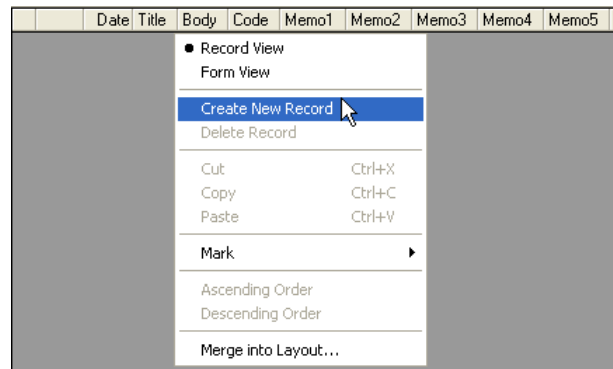 Date Title Body Code Memo1 Memo2 Memo3 Memo4 Memo5
Record View
Form View
Create New Record
Delete Record
Cut Ctrl+X
Copy Ctrl+C
Paste Ctrl+V
Mark
Ascending Order
Descending Order
Merge into Layout...